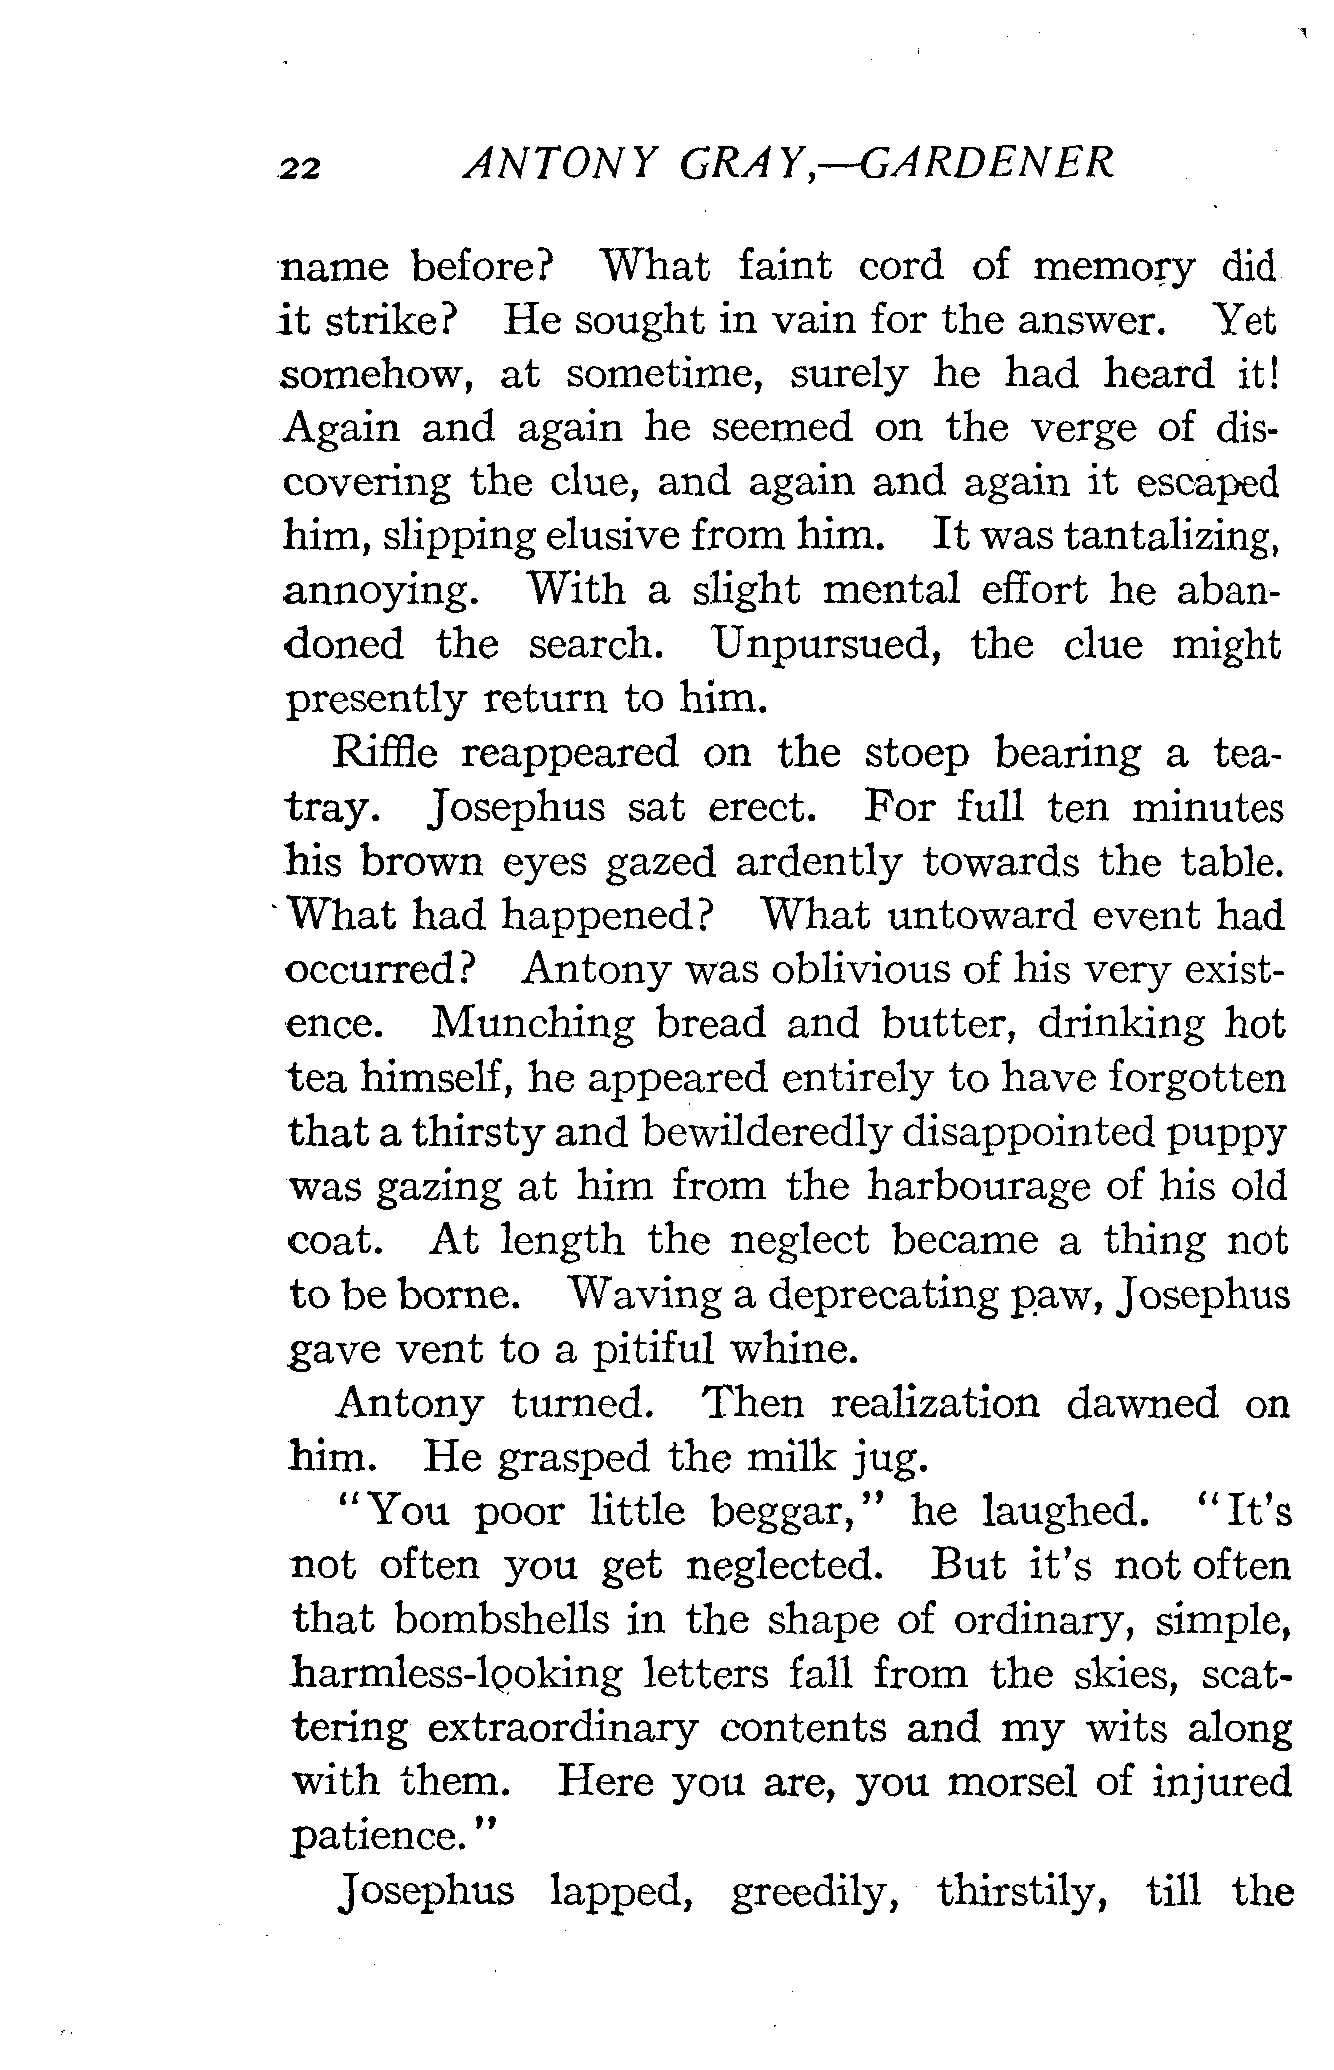 22 ANTONY GRAY,—GARDENER
name before? What faint cord of memory did
it strike? He sought in vain for the answer. Yet
somehow, at sometime, surely he had heard it!
Again and again he seemed on the verge of dis-
covering the clue, and again and again it escaped
him, slipping elusive from him. It was tantalizing,
annoying. With a slight mental effort he aban-
doned the search. Unpursued, the clue might
presently return to him.
Riffle reappeared on the stoep bearing a tea-
tray. Josephus sat erect. For full ten minutes
his brown eyes gazed ardently towards the table.
What had happened? What untoward event had
occurred? Antony was oblivious of his very exist-
ence. Munching bread and butter, drinking hot
tea himself, he appeared entirely to have forgotten
that a thirsty and bewilderedly disappointed puppy
was gazing at him from the harbourage of his old
coat. At length the neglect became a thing not
to be borne. Waving a deprecating paw, Josephus
gave vent to a pitiful whine.
Antony turned. Then realization dawned on
him. He grasped the milk jug.
"You poor little beggar," he laughed. "It's
not often you get neglected. But it's not often
that bombshells in the shape of ordinary, simple,
harmless-looking letters fall from the skies, scat-
tering extraordinary contents and my wits along
with them. Here you are, you morsel of injured
patience."
Josephus lapped, greedily, thirstily, till the